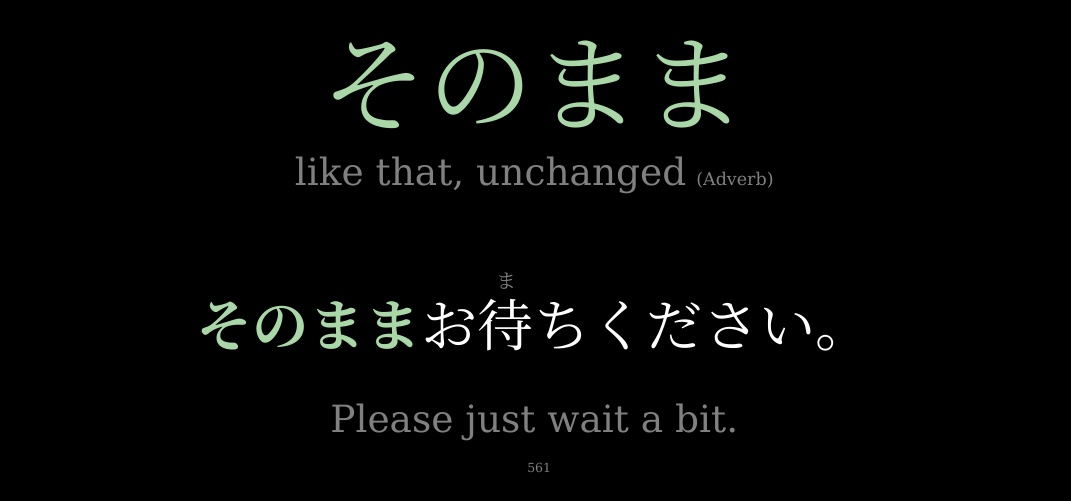 そのまま
like that, unchanged (Adverb)
ま
そのままお待ちください。
Please just wait a bit.
561